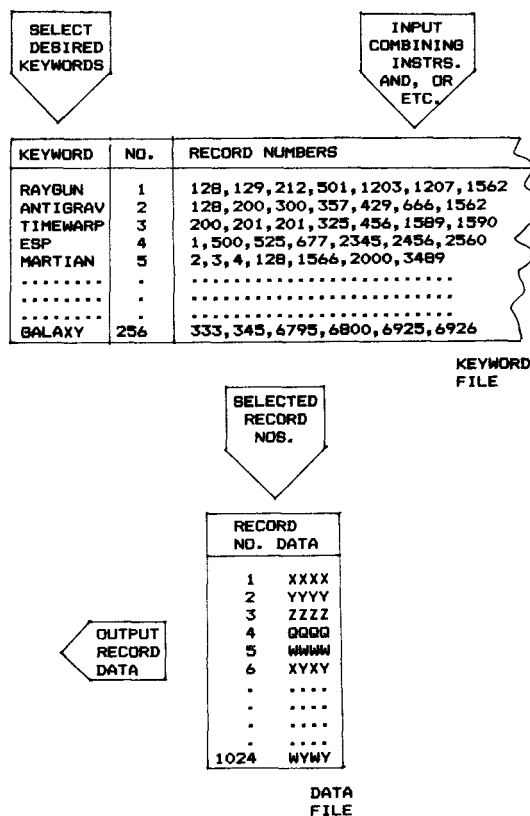 SELECT
DESIRED
KEYWORDS
INPUT
COMBINING
INSTRS.
AND, OR
ETC.
KEYWORD NO. RECORD NUMBERS
RAYGUN 1 128,129,212,501,1203,1207,1562
ANTIGRAV 2 128,200,300,357,429,666,1562
TIMEWARP 3 200,201,201,325,456,1589,1590
ESP 4 1,500,525,677,2345,2456,2560
MARTIAN 5 2,3,4,128,1566,2000,3489
........ . ...........................
........ . ...........................
........ . ...........................
GALAXY 256 333,345,6795,6800,6925,6926
KEYWORD
FILE
SELECTED
RECORD
NOS.
RECORD
NO. DATA
1 XXXX
2 YYYY
3 ZZZZ
4 QQQQ
5 WWWW
6 XYXY
. ....
. ....
. ....
. ....
1024 WYWY
OUTPUT
RECORD
DATA
DATA
FILE